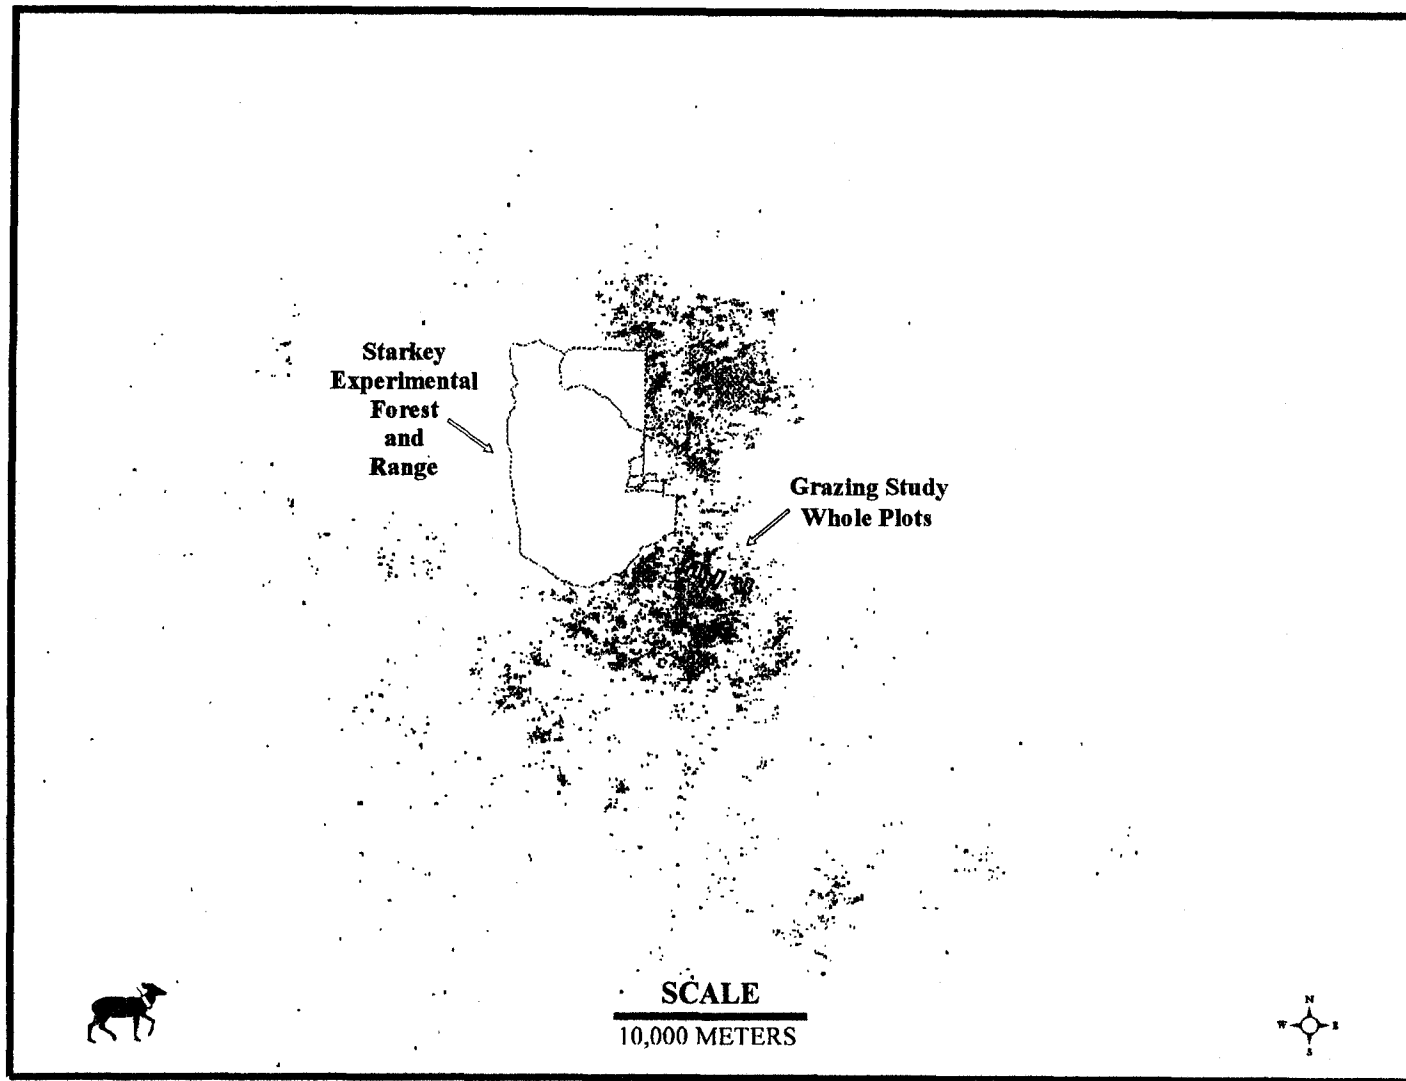 Starkey
Experimental
Forest
and
Range
Grazing Study
Whole Plots
SCALE
10,000 METERS
N
W
E
S